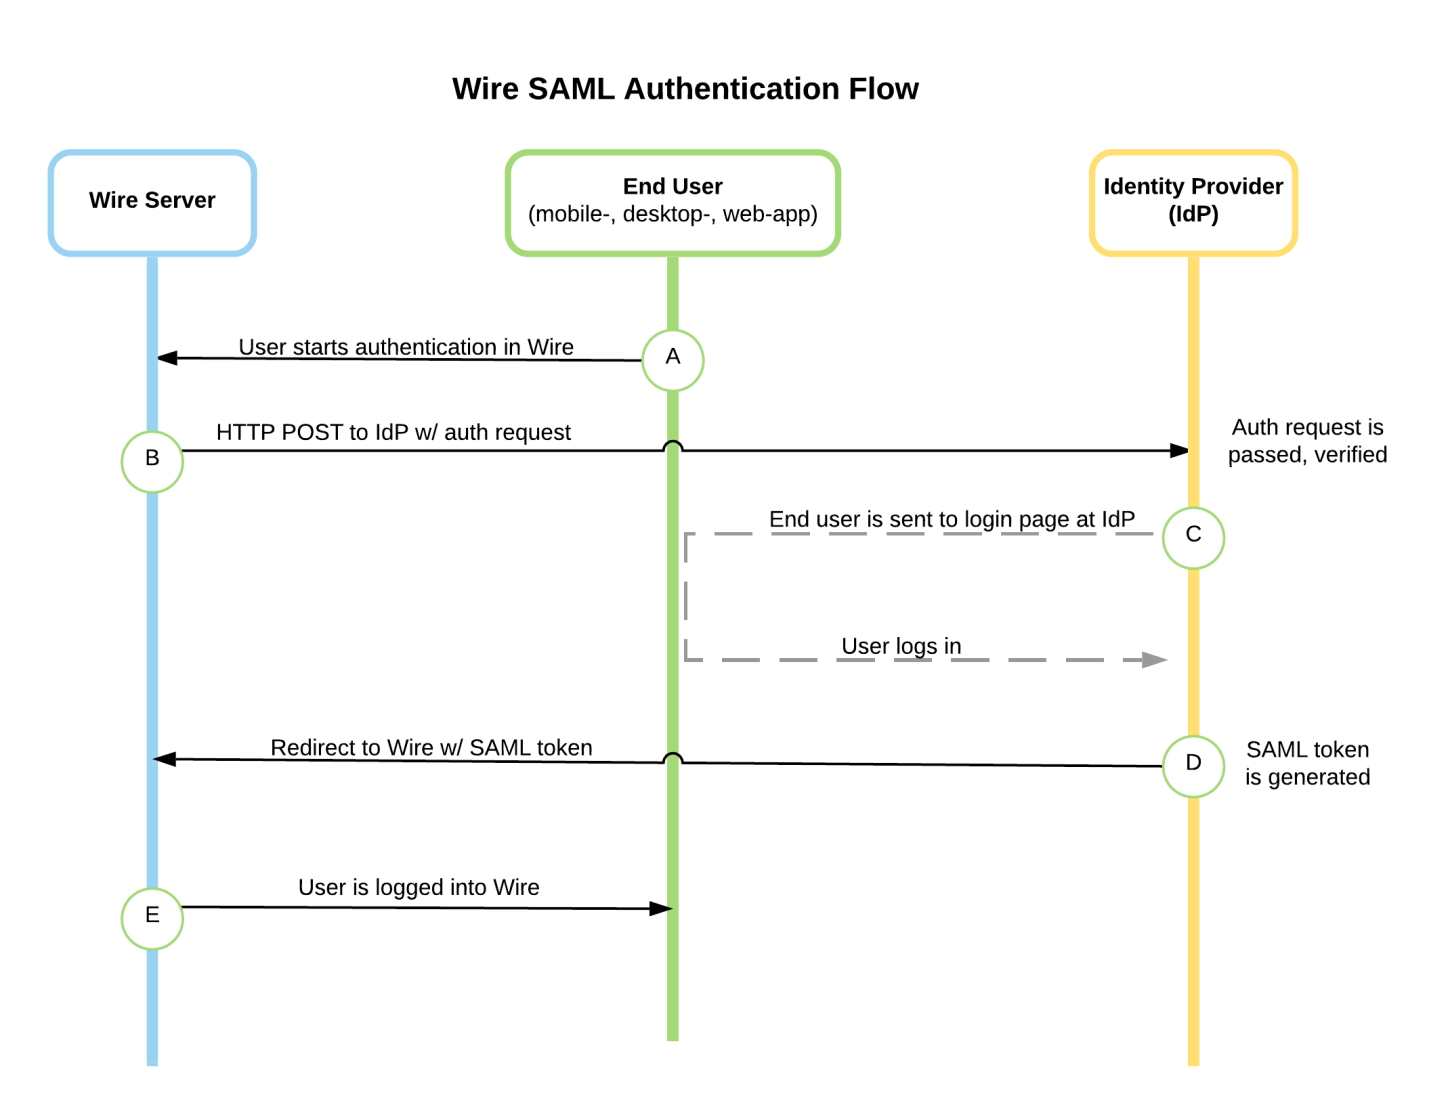 Wire SAML Authentication Flow
Wire Server
End User
(mobile-, desktop-, web-app)
Identity Provider
(IdP)
User starts authentication in Wire
A
HTTP POST to IdP w/ auth request
B
Auth request is
passed, verified
End user is sent to login page at IdP
C
User logs in
Redirect to Wire w/ SAML token
D
SAML token
is generated
User is logged into Wire
E